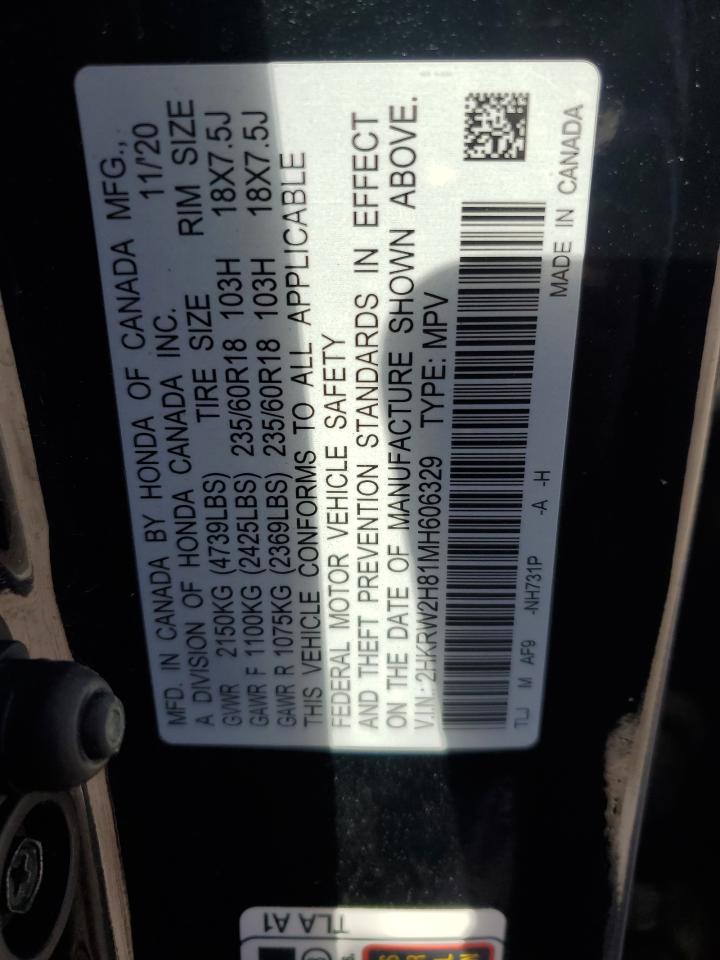 MFD. IN CANADA BY HONDA OF CANADA MFG.,
A DIVISION OF HONDA CANADA INC. 11/'20
GVWR 2150KG (4739LBS) TIRE SIZE RIM SIZE
GAWR F 1100KG (2425LBS) 235/60R18 103H 18X7.5J
GAWR R 1075KG (2369LBS) 235/60R18 103H 18X7.5J
THIS VEHICLE CONFORMS TO ALL APPLICABLE
FEDERAL MOTOR VEHICLE SAFETY
AND THEFT PREVENTION STANDARDS IN EFFECT
ON THE DATE OF MANUFACTURE SHOWN ABOVE.
V.I.N.: 2HKRW2H81MH606329 TYPE: MPV
TLJ M AF9 -NH731P -A -H MADE IN CANADA
TLA A1